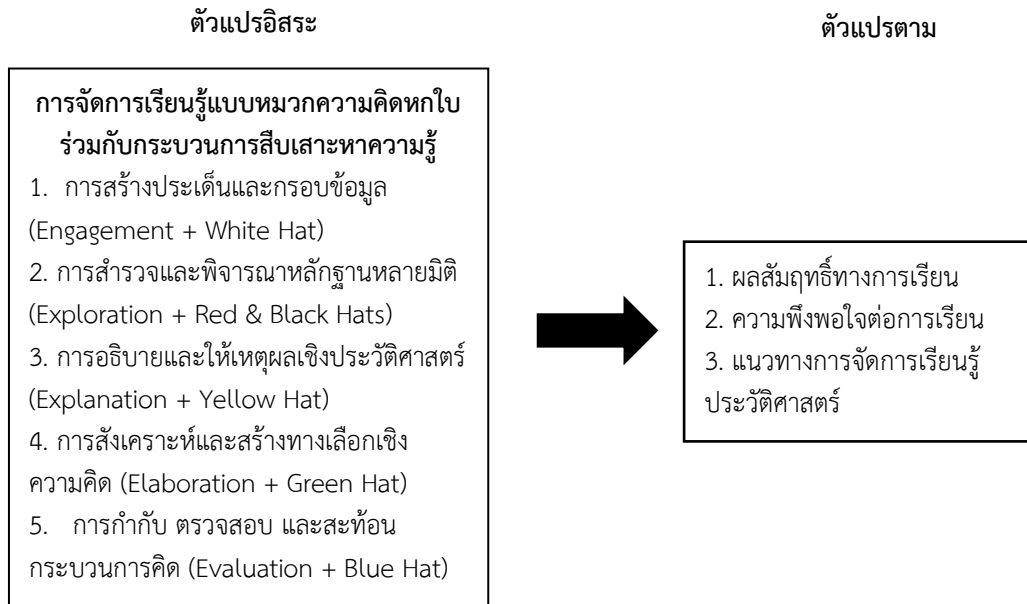 ตัวแปรอิสระ
การจัดการเรียนรู้แบบหมวกความคิดหกใบ
ร่วมกับกระบวนการสืบเสาะหาความรู้
1. การสร้างประเด็นและกรอบข้อมูล
(Engagement + White Hat)
2. การสำรวจและพิจารณาหลักฐานหลายมิติ
(Exploration + Red & Black Hats)
3. การอธิบายและให้เหตุผลเชิงประวัติศาสตร์
(Explanation + Yellow Hat)
4. การสังเคราะห์และสร้างทางเลือกเชิง
ความคิด (Elaboration + Green Hat)
5. การกำกับ ตรวจสอบ และสะท้อน
กระบวนการคิด (Evaluation + Blue Hat)
ตัวแปรตาม
1. ผลสัมฤทธิ์ทางการเรียน
2. ความพึงพอใจต่อการเรียน
3. แนวทางการจัดการเรียนรู้
ประวัติศาสตร์